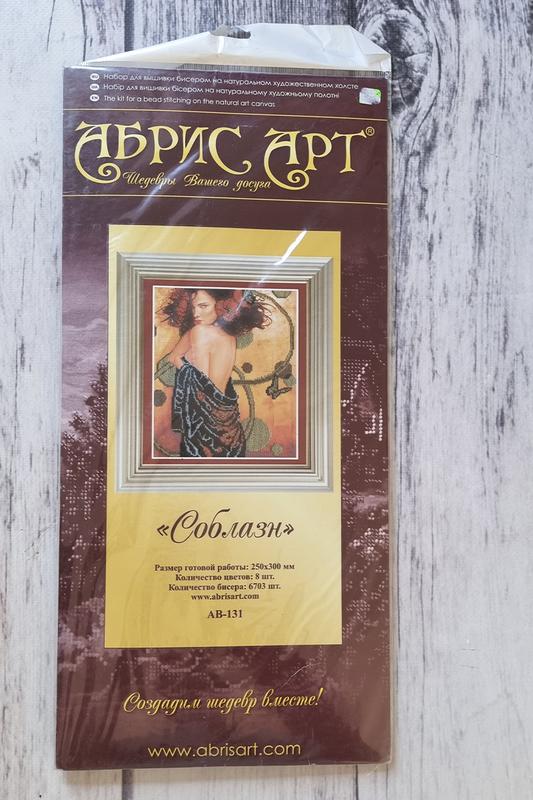 Набор для вышивки бисером на натуральном художественном холсте
Набір для вишивки бісером на натуральному художньому полотні
The kit for a bead stitching on the natural art canvas
АБРИС АРТ®
Шедевры Вашего досуга
«Соблазн»
Размер готовой работы: 250х300 мм
Количество цветов: 8 шт.
Количество бисера: 6703 шт.
www.abrisart.com
АВ-131
Создадим шедевр вместе!
www.abrisart.com